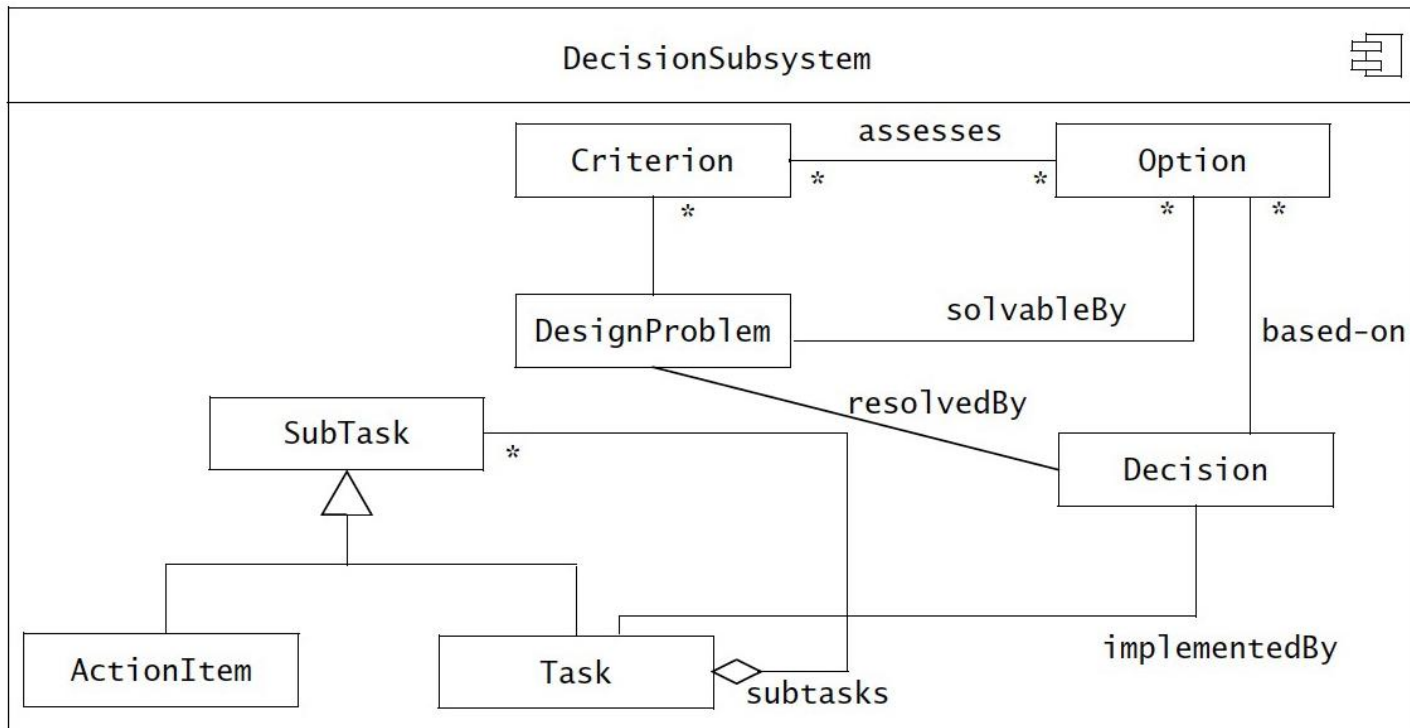 DecisionSubsystem
assesses
Criterion
Option
*
*
*
*
*
DesignProblem
solvableBy
based-on
resolvedBy
SubTask
*
Decision
ActionItem
Task
implementedBy
subtasks